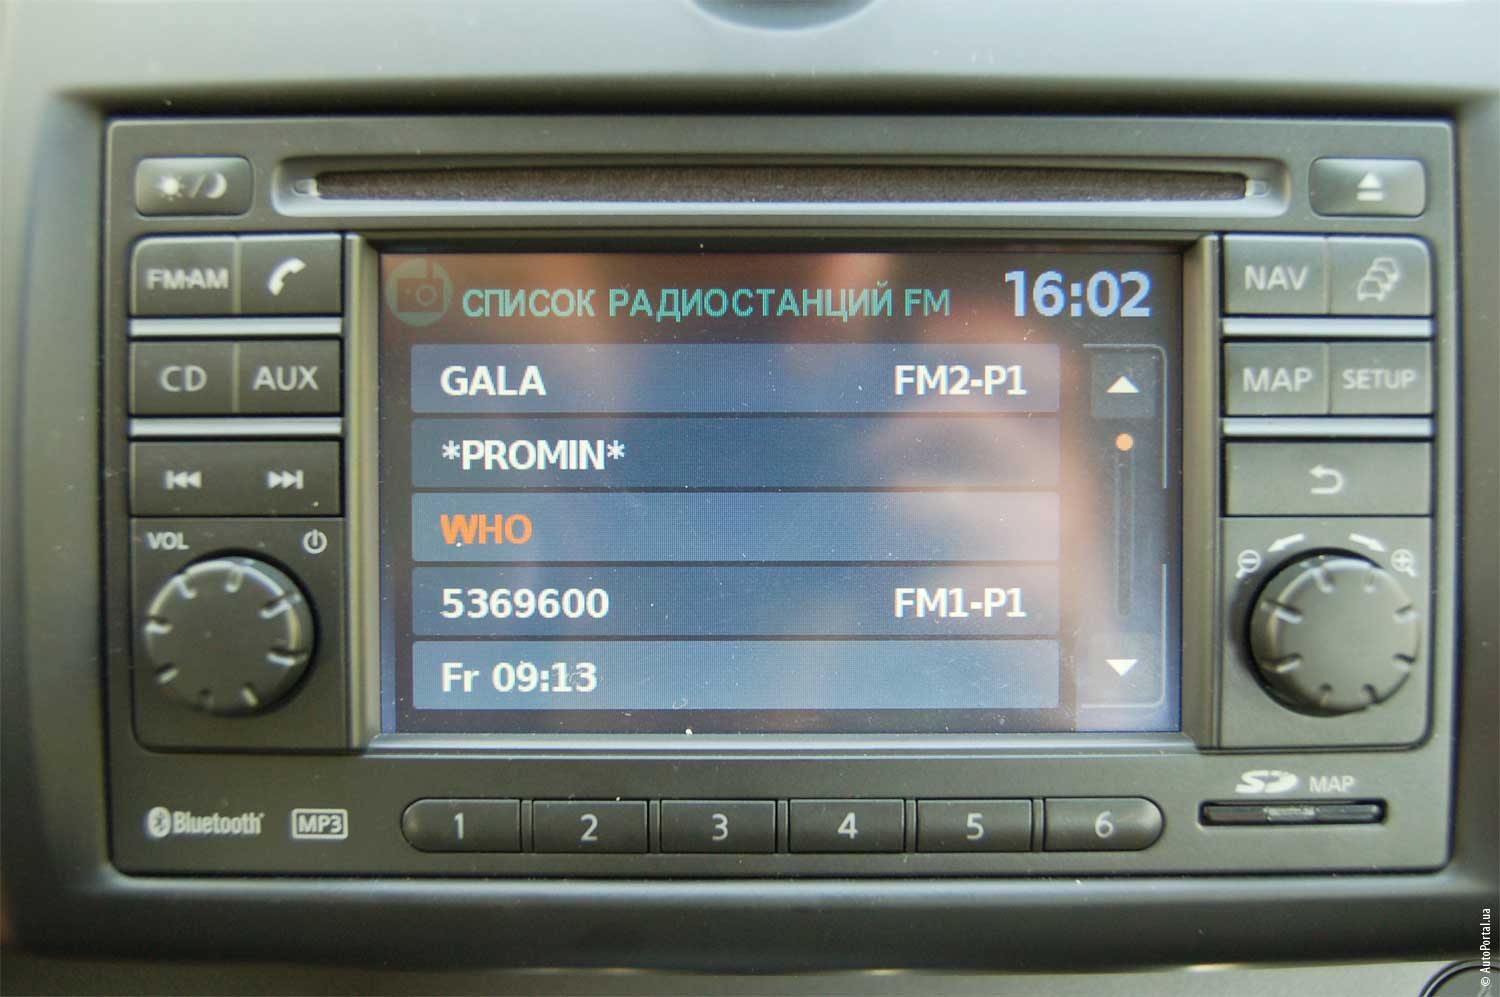 FM·AM
CD AUX
VOL
СПИСОК РАДИОСТАНЦИЙ FM 16:02
GALA FM2-P1
*PROMIN*
WHO
5369600 FM1-P1
Fr 09:13
NAV
MAP SETUP
Bluetooth MP3 1 2 3 4 5 6 SD MAP
© AutoPortal.ua